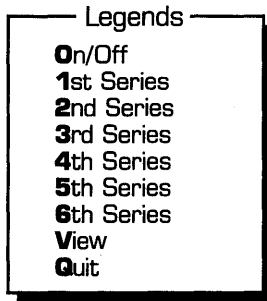 Legends
On/Off
1st Series
2nd Series
3rd Series
4th Series
5th Series
6th Series
View
Quit